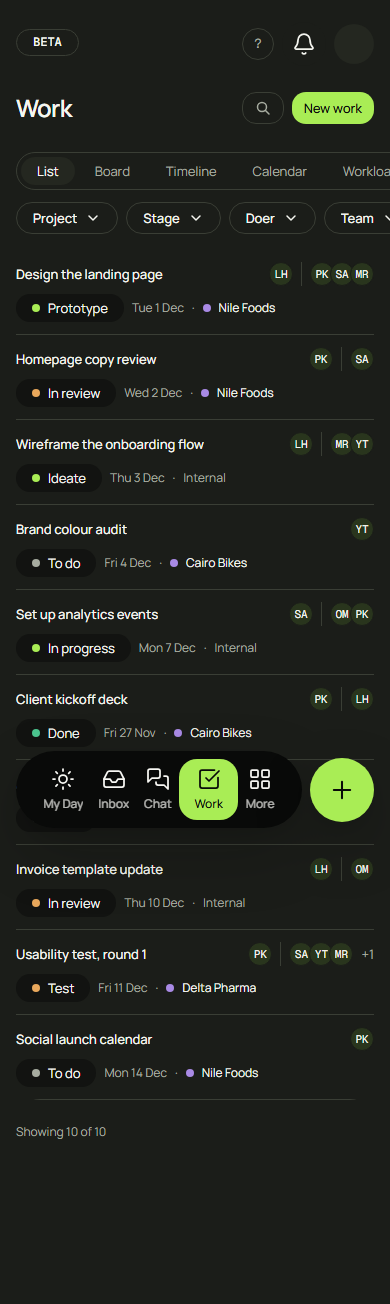 BETA
?
Work
New work
List Board Timeline Calendar Workloa
Project Stage Doer Team
Design the landing page LH PK SA MR
Prototype Tue 1 Dec · Nile Foods
Homepage copy review PK SA
In review Wed 2 Dec · Nile Foods
Wireframe the onboarding flow LH MR YT
Ideate Thu 3 Dec · Internal
Brand colour audit YT
To do Fri 4 Dec · Cairo Bikes
Set up analytics events SA OM PK
In progress Mon 7 Dec · Internal
Client kickoff deck PK LH
Done Fri 27 Nov · Cairo Bikes
My Day Inbox Chat Work More
Invoice template update LH OM
In review Thu 10 Dec · Internal
Usability test, round 1 PK SA YT MR +1
Test Fri 11 Dec · Delta Pharma
Social launch calendar PK
To do Mon 14 Dec · Nile Foods
Showing 10 of 10